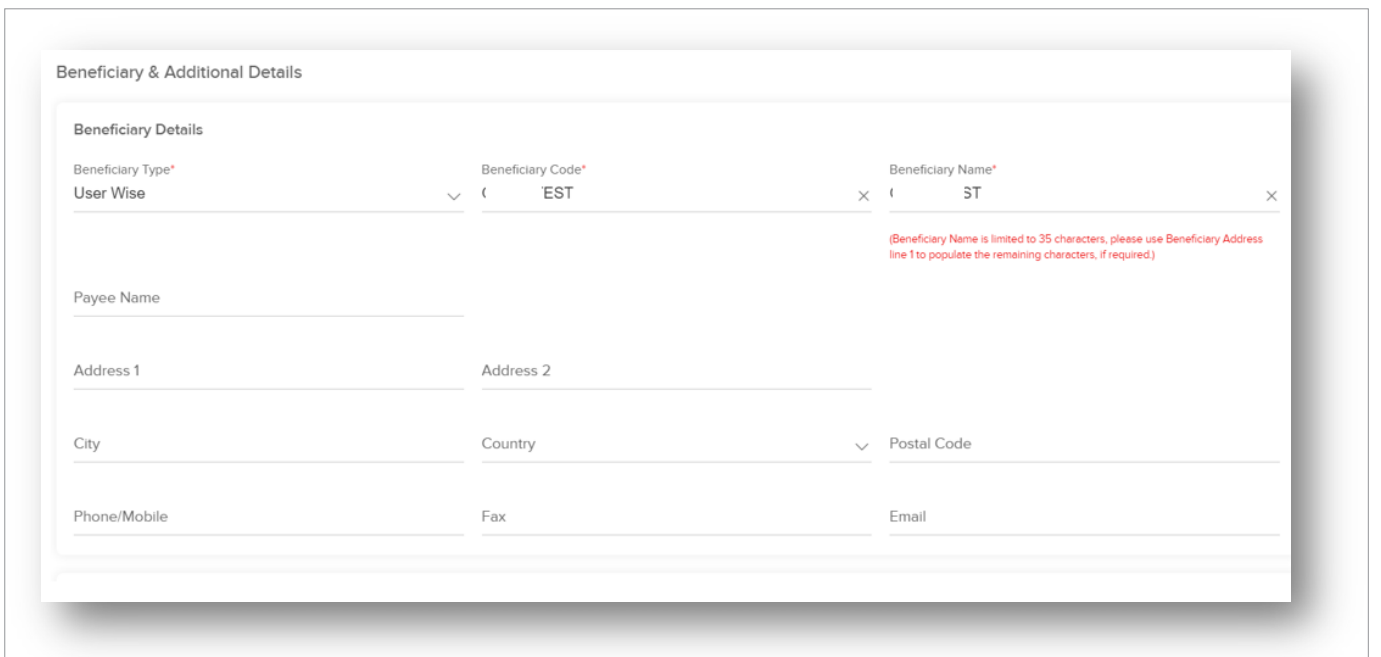 Beneficiary & Additional Details
Beneficiary Details
Beneficiary Type* Beneficiary Code* Beneficiary Name*
User Wise
(Beneficiary Name is limited to 35 characters, please use Beneficiary Address
line 1 to populate the remaining characters, if required.)
Payee Name
Address 1 Address 2
City Country Postal Code
Phone/Mobile Fax Email